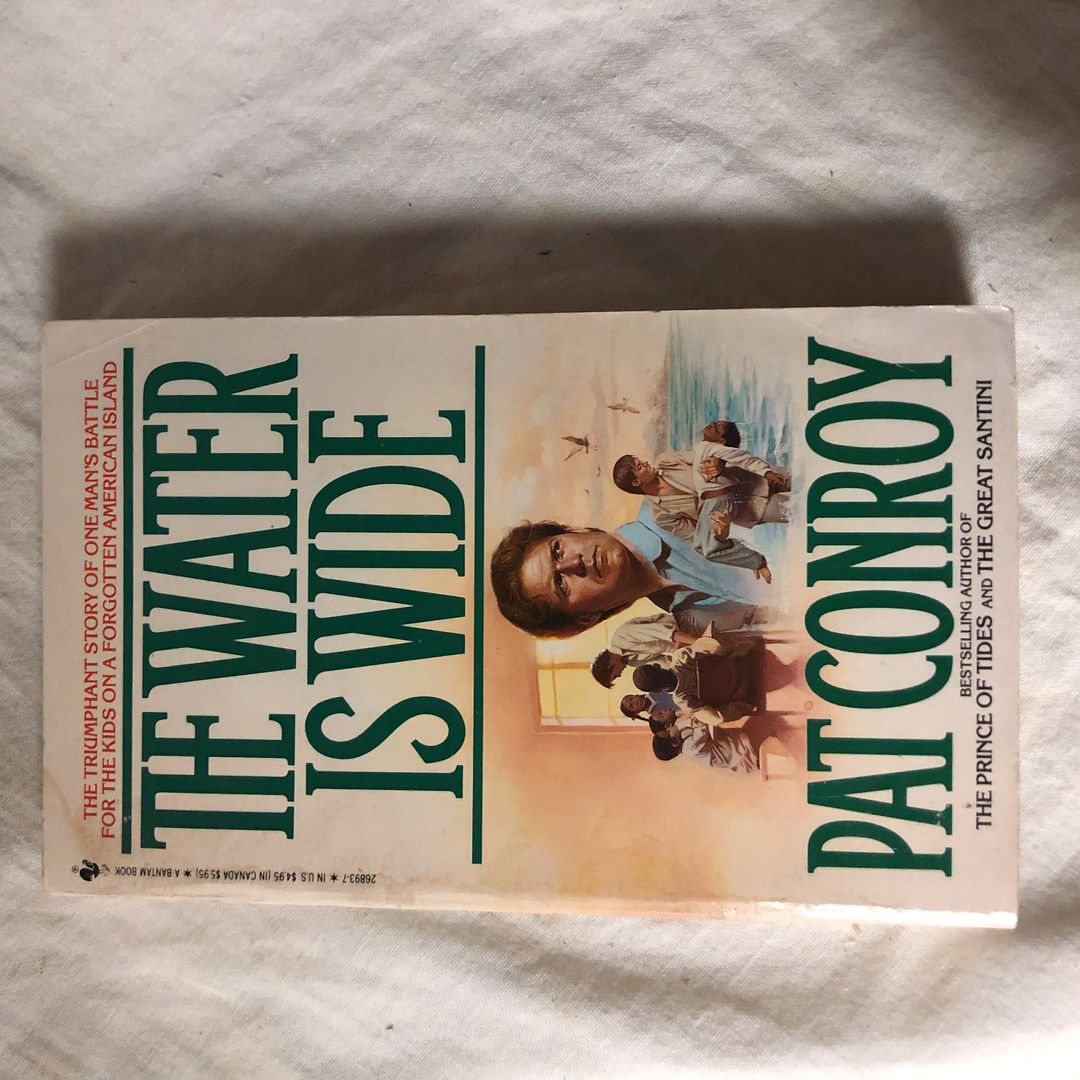 THE TRIUMPHANT STORY OF ONE MAN'S BATTLE
FOR THE KIDS ON A FORGOTTEN AMERICAN ISLAND
THE WATER
IS WIDE
PAT CONROY
BESTSELLING AUTHOR OF
THE PRINCE OF TIDES AND THE GREAT SANTINI
26893-7 ★ IN U.S. $4.95 (IN CANADA $5.95) ★ A BANTAM BOOK
®